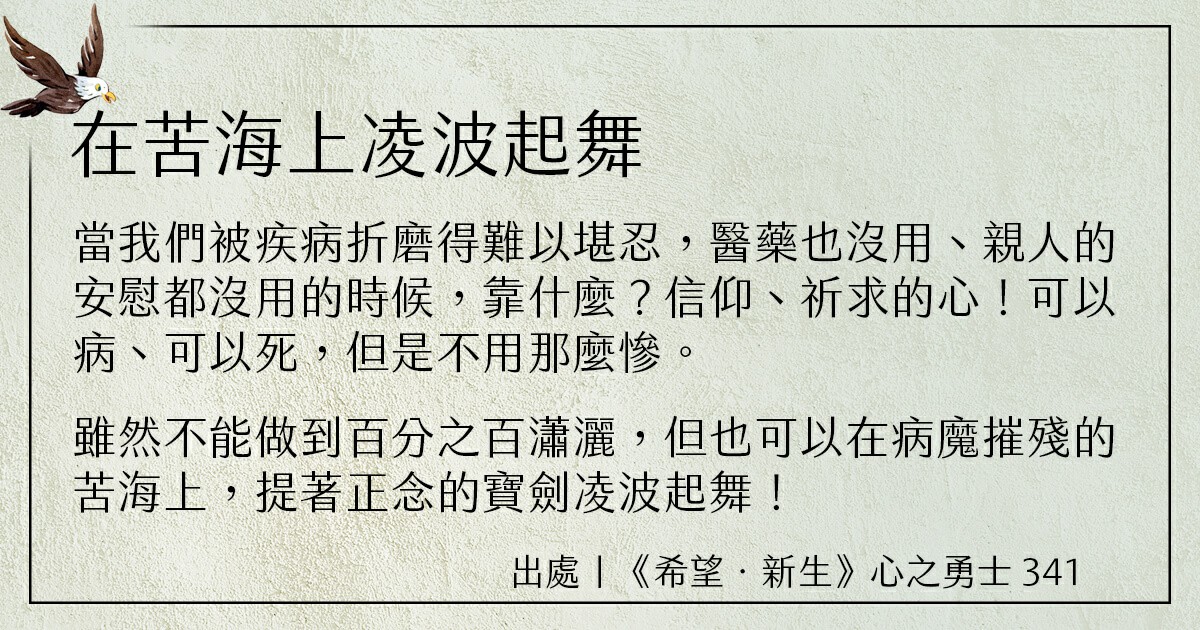 在苦海上凌波起舞
當我們被疾病折磨得難以堪忍，醫藥也沒用、親人的
安慰都沒用的時候，靠什麼？信仰、祈求的心！可以
病、可以死，但是不用那麼慘。
雖然不能做到百分之百瀟灑，但也可以在病魔摧殘的
苦海上，提著正念的寶劍凌波起舞！
出處 |《希望．新生》心之勇士 341